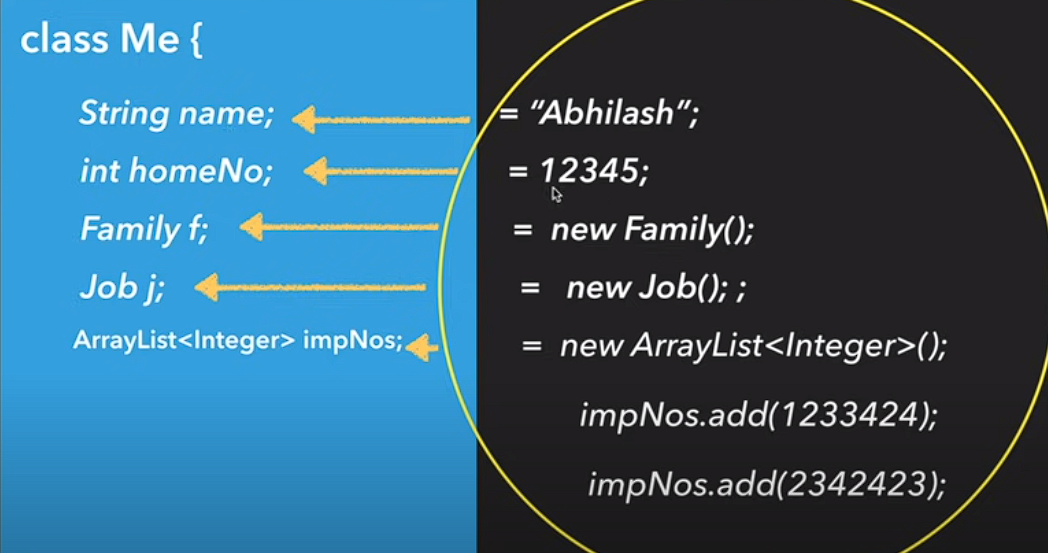 class Me {
String name; = “Abhilash”;
int homeNo; = 12345;
Family f; = new Family();
Job j; = new Job(); ;
ArrayList<Integer> impNos; = new ArrayList<Integer>();
impNos.add(1233424);
impNos.add(2342423);